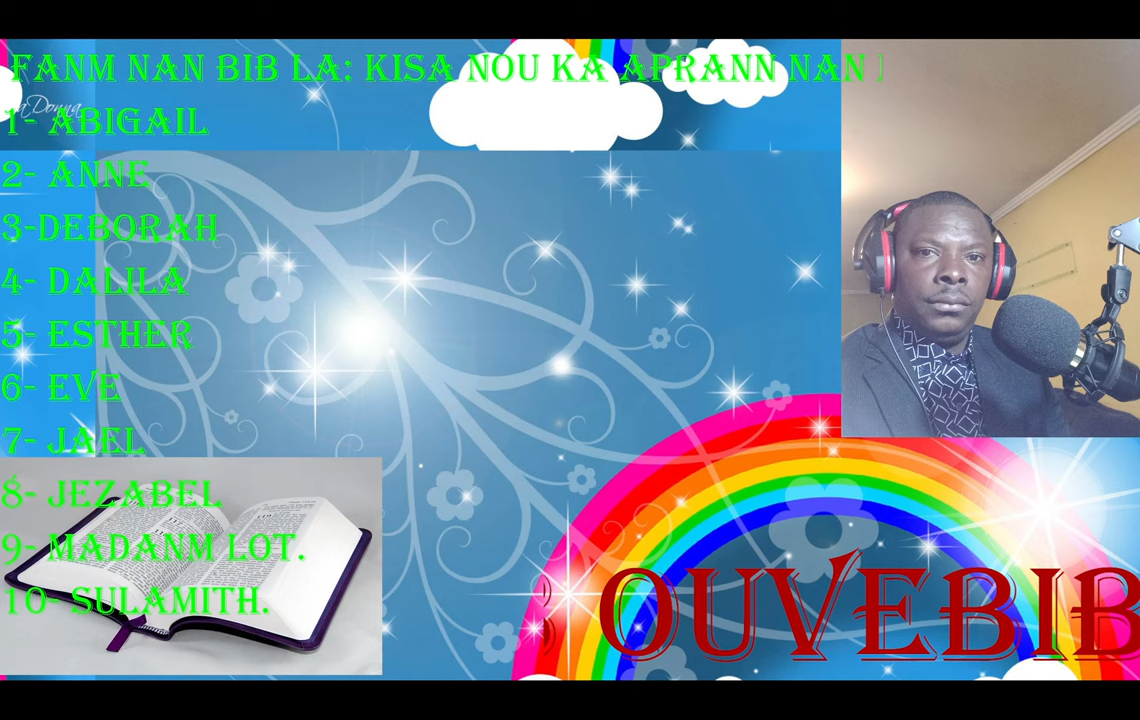 FANM NAN BIB LA: KISA NOU KA APRANN NAN
aDonna
1- ABIGAIL
2- ANNE
3-DEBORAH
4- DALILA
5- ESTHER
6- EVE
7- JAEL
8- JEZABEL
9- MADANM LOT.
10- SULAMITH.
OUVEBIB